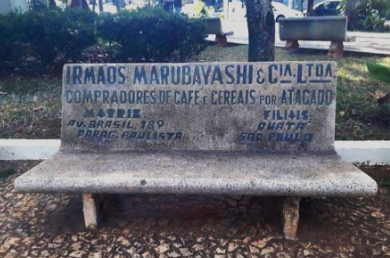 IRMÃOS MARUBAYASHI & CIA. LTDA.
COMPRADORES DE CAFÉ E CEREAIS POR ATACADO
MATRIZ: FILIAIS:
AV. BRASIL 189 QUATÁ
PARAG. PAULISTA SÃO PAULO